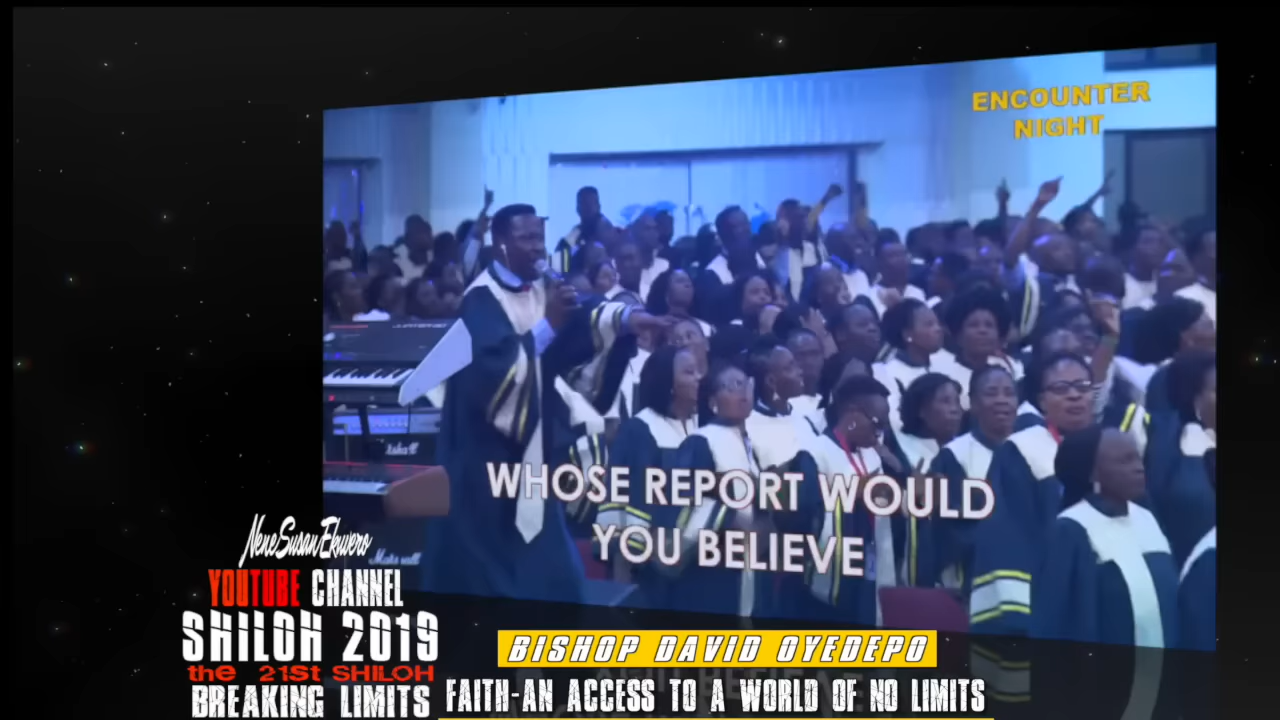 ENCOUNTER
NIGHT
WHOSE REPORT WOULD
YOU BELIEVE
NeneSusanEkwero
YOUTUBE CHANNEL
SHILOH 2019
the 21st SHILOH
BREAKING LIMITS
BISHOP DAVID OYEDEPO
FAITH-AN ACCESS TO A WORLD OF NO LIMITS